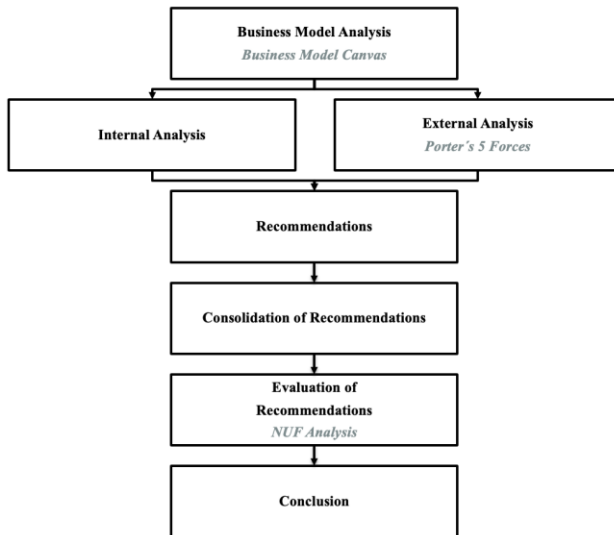 Business Model Analysis
Business Model Canvas
Internal Analysis
External Analysis
Porter´s 5 Forces
Recommendations
Consolidation of Recommendations
Evaluation of
Recommendations
NUF Analysis
Conclusion